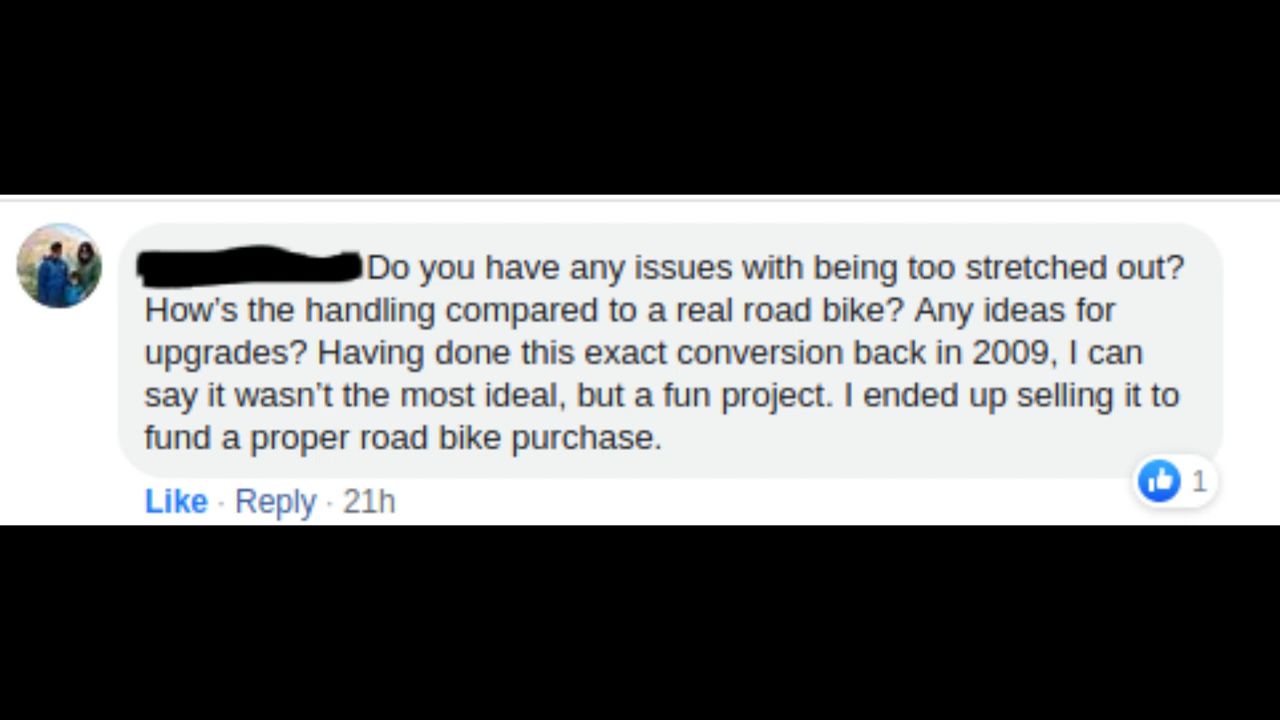 Do you have any issues with being too stretched out?
How's the handling compared to a real road bike? Any ideas for
upgrades? Having done this exact conversion back in 2009, I can
say it wasn't the most ideal, but a fun project. I ended up selling it to
fund a proper road bike purchase.
1
Like · Reply · 21h